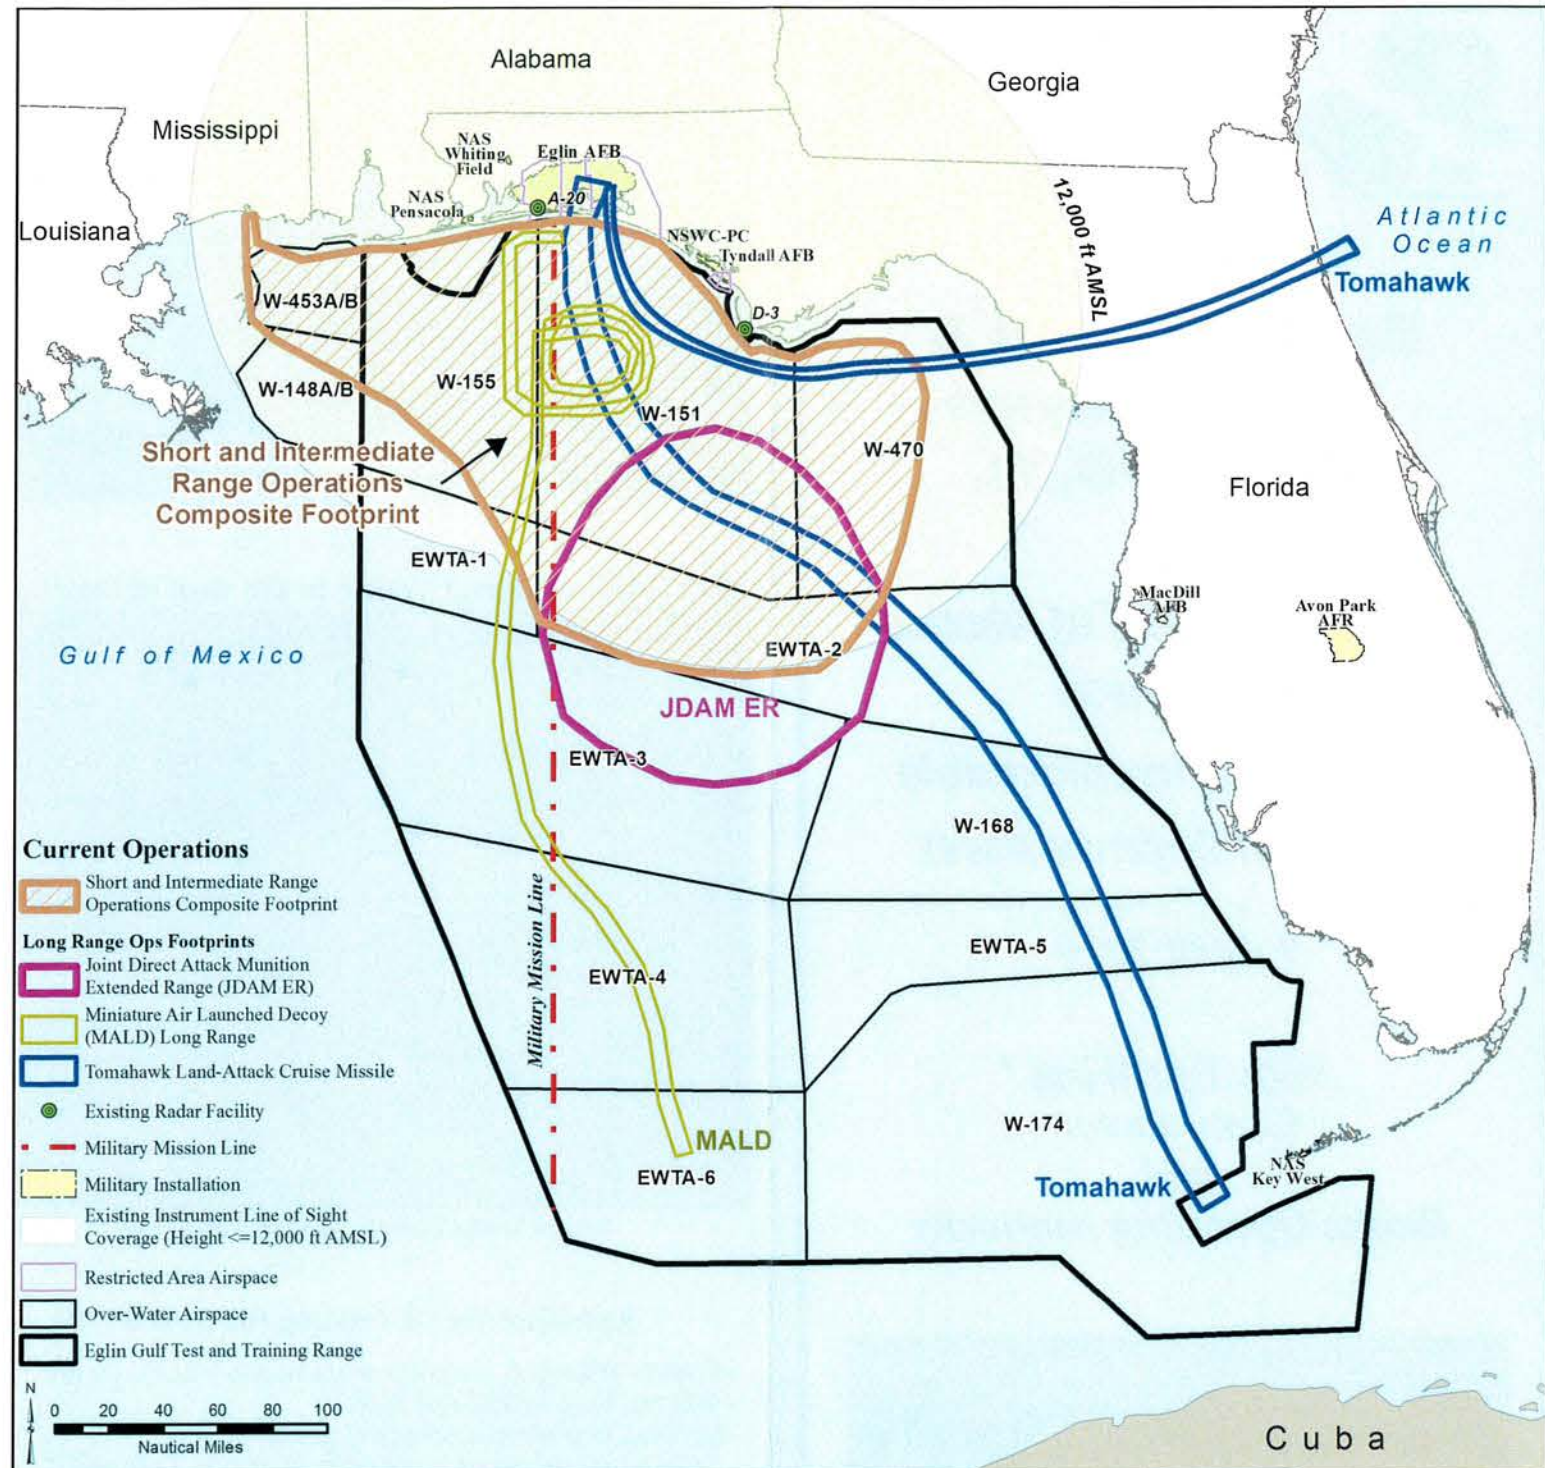 Alabama
Georgia
Mississippi
Louisiana
NAS
Whiting
Field
Eglin AFB
A-20
NAS
Pensacola
NSWC-PC
Tyndall AFB
D-3
12,000 ft AMSL
Atlantic
Ocean
Tomahawk
W-453A/B
W-148A/B
W-155
W-151
W-470
Short and Intermediate
Range Operations
Composite Footprint
Florida
EWTA-1
MacDill
AFB
Avon Park
AFR
Gulf of Mexico
EWTA-2
JDAM ER
EWTA-3
W-168
EWTA-5
EWTA-4
Military Mission Line
W-174
MALD
EWTA-6
NAS
Key West
Tomahawk
Cuba
Current Operations
Short and Intermediate Range
Operations Composite Footprint
Long Range Ops Footprints
Joint Direct Attack Munition
Extended Range (JDAM ER)
Miniature Air Launched Decoy
(MALD) Long Range
Tomahawk Land-Attack Cruise Missile
Existing Radar Facility
Military Mission Line
Military Installation
Existing Instrument Line of Sight
Coverage (Height <=12,000 ft AMSL)
Restricted Area Airspace
Over-Water Airspace
Eglin Gulf Test and Training Range
N
0 20 40 60 80 100
Nautical Miles